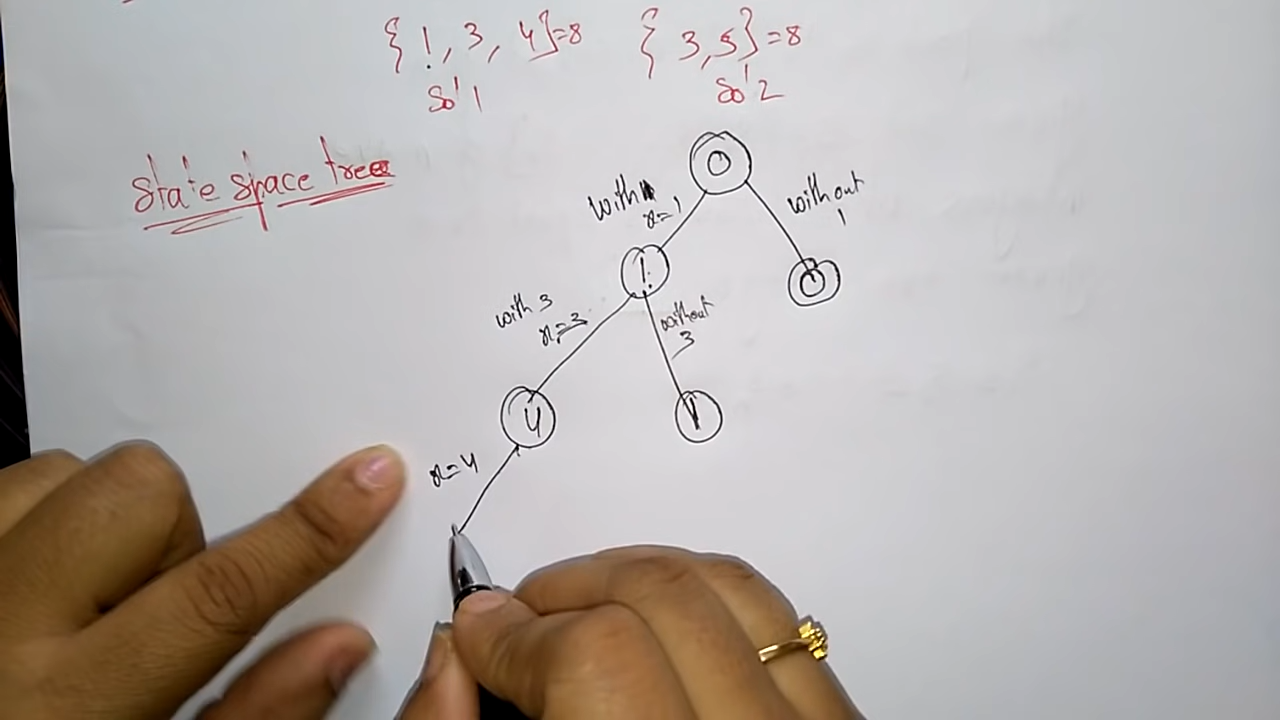 { 1, 3, 4}=8 { 3,5}=8
Sol 1 Sol 2
State space tree
0
with x=1
without 1
1
0
with 3 x=3
without 3
4
1
x=4